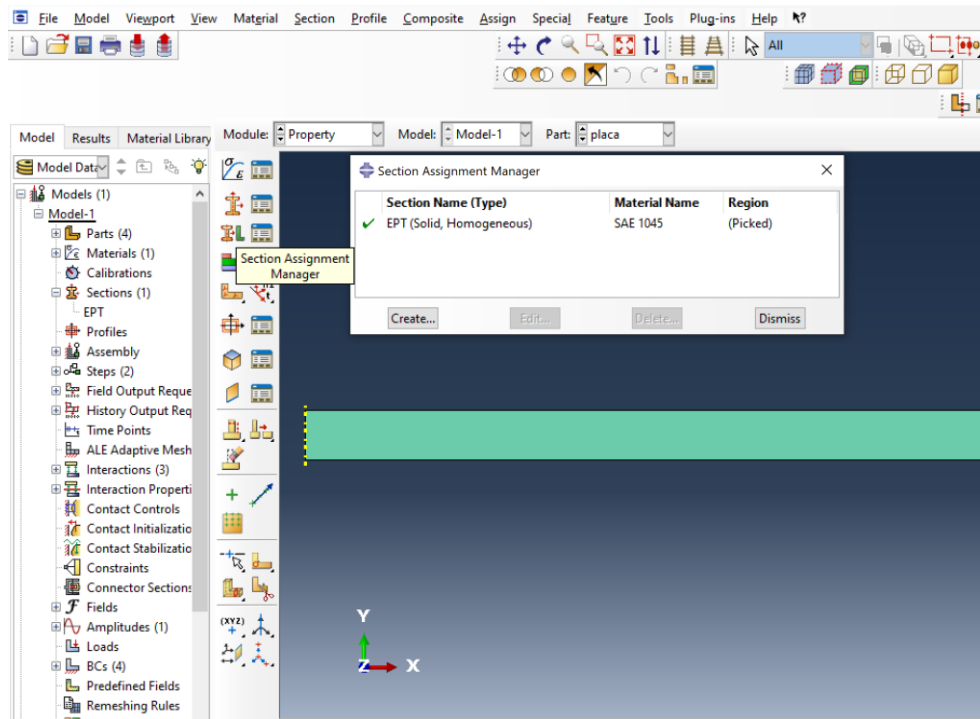 File Model Viewport View Material Section Profile Composite Assign Special Feature Tools Plug-ins Help
All
Model Results Material Library
Module: Property Model: Model-1 Part: placa
Model Data
Models (1)
Model-1
Parts (4)
Materials (1)
Calibrations
Sections (1)
EPT
Profiles
Assembly
Steps (2)
Field Output Reque
History Output Req
Time Points
ALE Adaptive Mesh
Interactions (3)
Interaction Properti
Contact Controls
Contact Initializatio
Contact Stabilizatio
Constraints
Connector Sections
Fields
Amplitudes (1)
Loads
BCs (4)
Predefined Fields
Remeshing Rules
Section Assignment
Manager
(XYZ)
Section Assignment Manager
Section Name (Type) Material Name Region
EPT (Solid, Homogeneous) SAE 1045 (Picked)
Create... Edit... Delete... Dismiss
Y
Z X